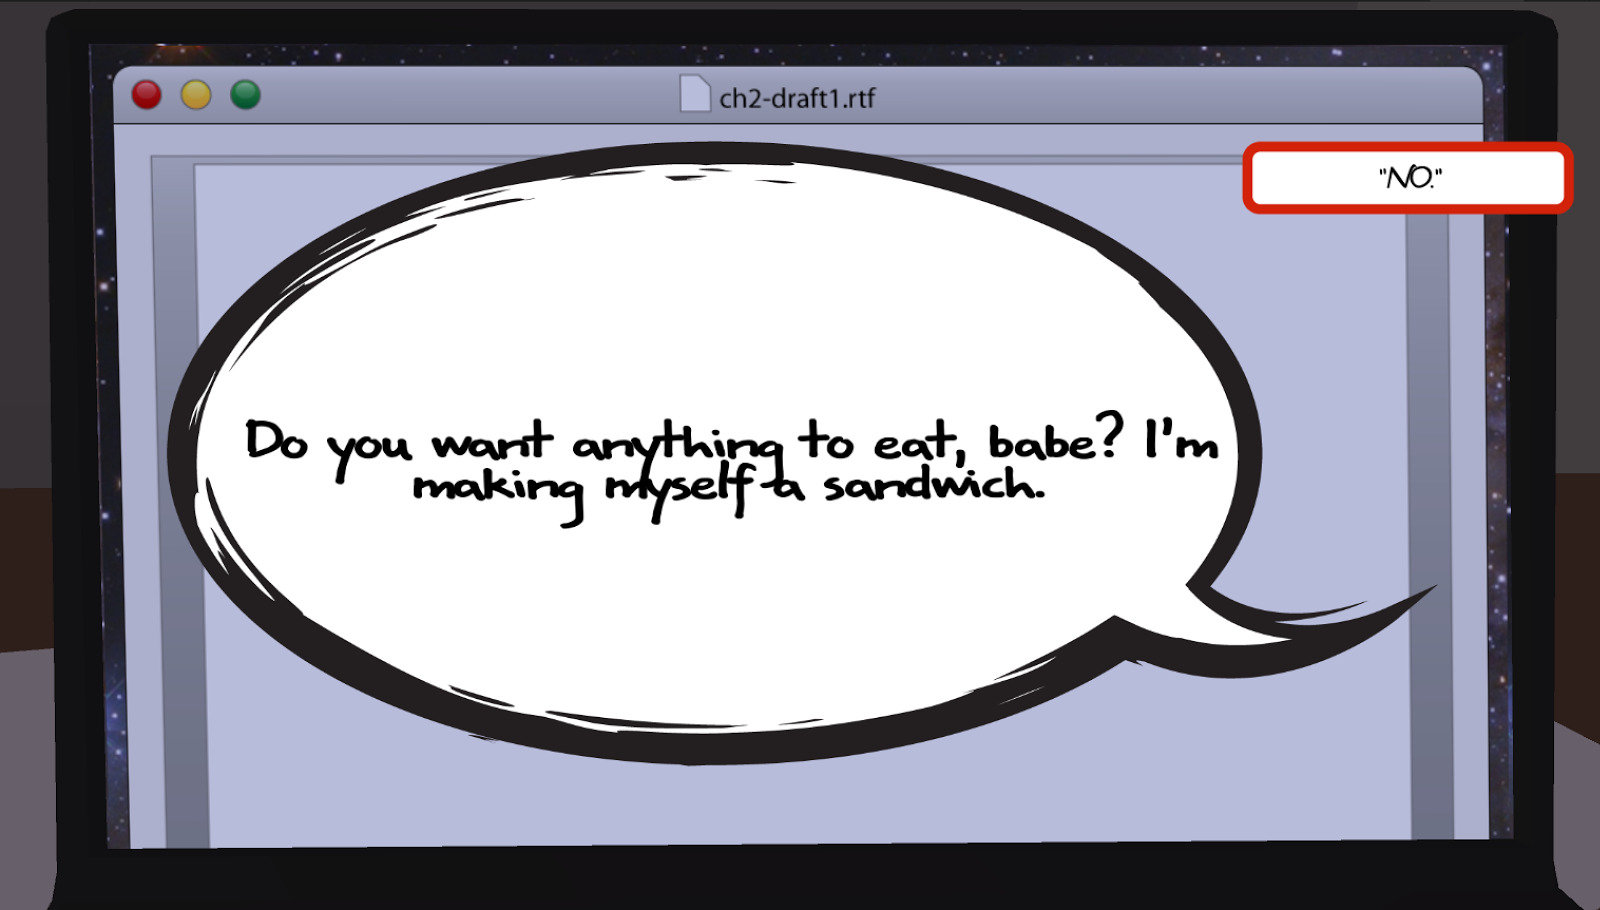 ch2-draft1.rtf
"NO."
Do you want anything to eat, babe? I'm
making myself a sandwich.